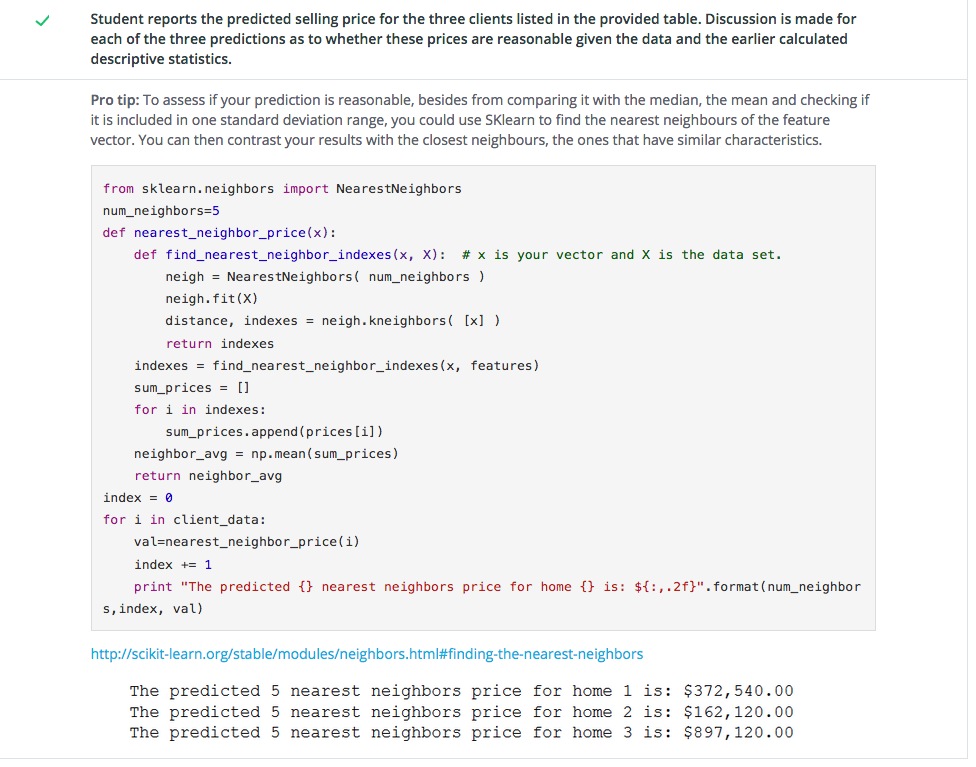 Student reports the predicted selling price for the three clients listed in the provided table. Discussion is made for
each of the three predictions as to whether these prices are reasonable given the data and the earlier calculated
descriptive statistics.
Pro tip: To assess if your prediction is reasonable, besides from comparing it with the median, the mean and checking if
it is included in one standard deviation range, you could use SKlearn to find the nearest neighbours of the feature
vector. You can then contrast your results with the closest neighbours, the ones that have similar characteristics.
from sklearn.neighbors import NearestNeighbors
num_neighbors=5
def nearest_neighbor_price(x):
    def find_nearest_neighbor_indexes(x, X):  # x is your vector and X is the data set.
        neigh = NearestNeighbors( num_neighbors )
        neigh.fit(X)
        distance, indexes = neigh.kneighbors( [x] )
        return indexes
    indexes = find_nearest_neighbor_indexes(x, features)
    sum_prices = []
    for i in indexes:
        sum_prices.append(prices[i])
    neighbor_avg = np.mean(sum_prices)
    return neighbor_avg
index = 0
for i in client_data:
    val=nearest_neighbor_price(i)
    index += 1
    print "The predicted {} nearest neighbors price for home {} is: ${:,.2f}".format(num_neighbor
s,index, val)
http://scikit-learn.org/stable/modules/neighbors.html#finding-the-nearest-neighbors
The predicted 5 nearest neighbors price for home 1 is: $372,540.00
The predicted 5 nearest neighbors price for home 2 is: $162,120.00
The predicted 5 nearest neighbors price for home 3 is: $897,120.00